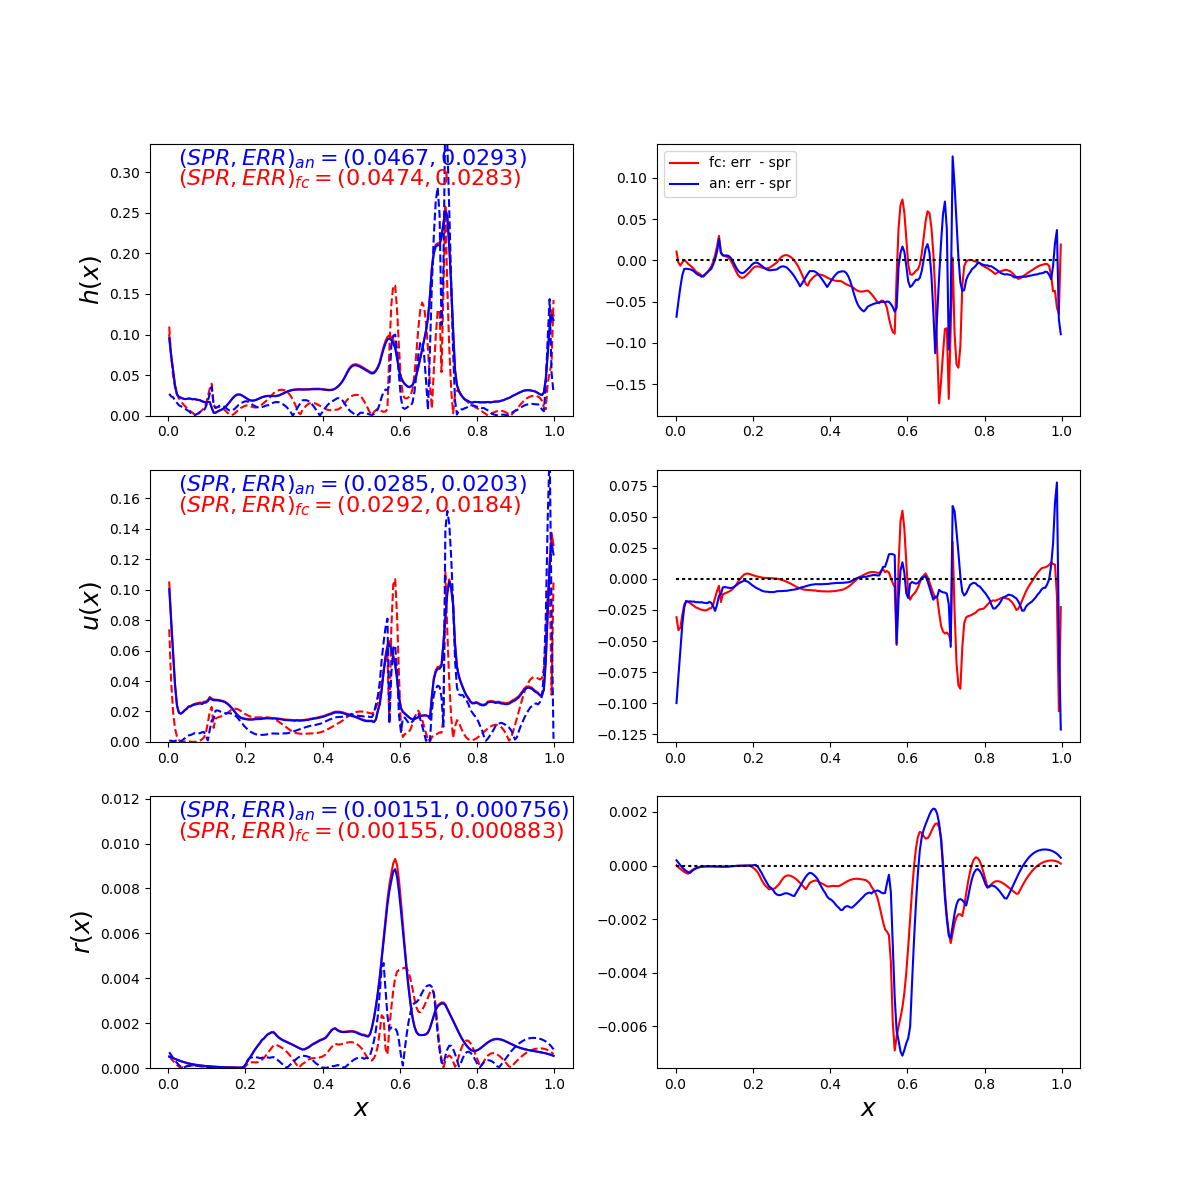 (SPR, ERR)an = (0.0467, 0.0293)
(SPR, ERR)fc = (0.0474, 0.0283)
h(x)
0.30
0.25
0.20
0.15
0.10
0.05
0.00
0.0 0.2 0.4 0.6 0.8 1.0
fc: err - spr
an: err - spr
0.10
0.05
0.00
−0.05
−0.10
−0.15
0.0 0.2 0.4 0.6 0.8 1.0
(SPR, ERR)an = (0.0285, 0.0203)
(SPR, ERR)fc = (0.0292, 0.0184)
u(x)
0.16
0.14
0.12
0.10
0.08
0.06
0.04
0.02
0.00
0.0 0.2 0.4 0.6 0.8 1.0
0.075
0.050
0.025
0.000
−0.025
−0.050
−0.075
−0.100
−0.125
0.0 0.2 0.4 0.6 0.8 1.0
(SPR, ERR)an = (0.00151, 0.000756)
(SPR, ERR)fc = (0.00155, 0.000883)
r(x)
0.012
0.010
0.008
0.006
0.004
0.002
0.000
0.0 0.2 0.4 0.6 0.8 1.0
x
0.002
0.000
−0.002
−0.004
−0.006
0.0 0.2 0.4 0.6 0.8 1.0
x